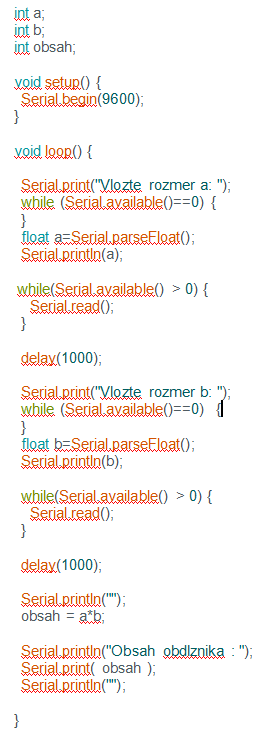 int a;
int b;
int obsah;

void setup() {
  Serial.begin(9600);
}

void loop() {

  Serial.print("Vlozte rozmer a: ");
  while (Serial.available()==0) {
  }
  float a=Serial.parseFloat();
  Serial.println(a);

 while(Serial.available() > 0) {
    Serial.read();
  }

  delay(1000);

  Serial.print("Vlozte rozmer b: ");
  while (Serial.available()==0)  {
  }
  float b=Serial.parseFloat();
  Serial.println(b);

  while(Serial.available() > 0) {
    Serial.read();
  }

  delay(1000);

  Serial.println("");
  obsah = a*b;

  Serial.println("Obsah obdlznika : ");
  Serial.print( obsah );
  Serial.println("");

}